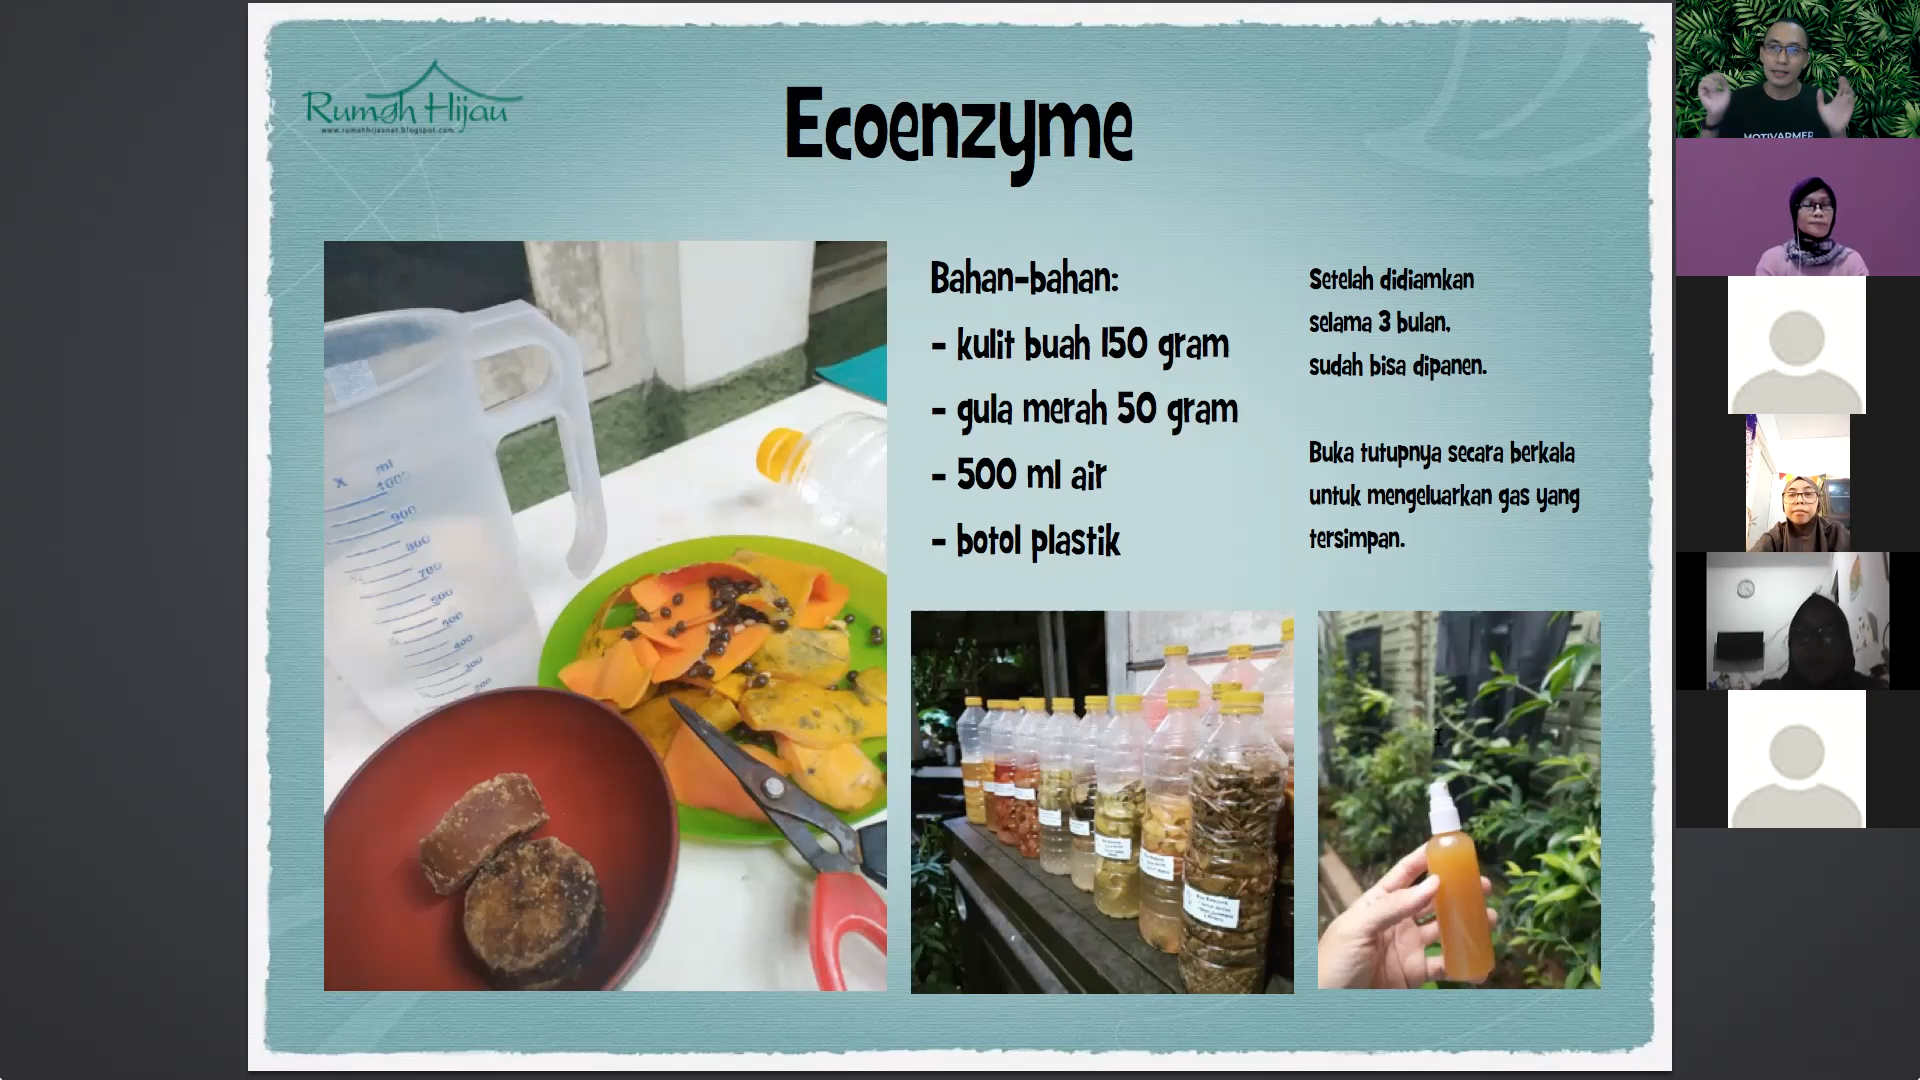 Rumah Hijau
www.rumahhijaunet.blogspot.com
Ecoenzyme
Bahan-bahan:
- kulit buah 150 gram
- gula merah 50 gram
- 500 ml air
- botol plastik
Setelah didiamkan
selama 3 bulan,
sudah bisa dipanen.
Buka tutupnya secara berkala
untuk mengeluarkan gas yang
tersimpan.
ml
1000
900
800
700
600
500
400
300
200
MOTIVARMER